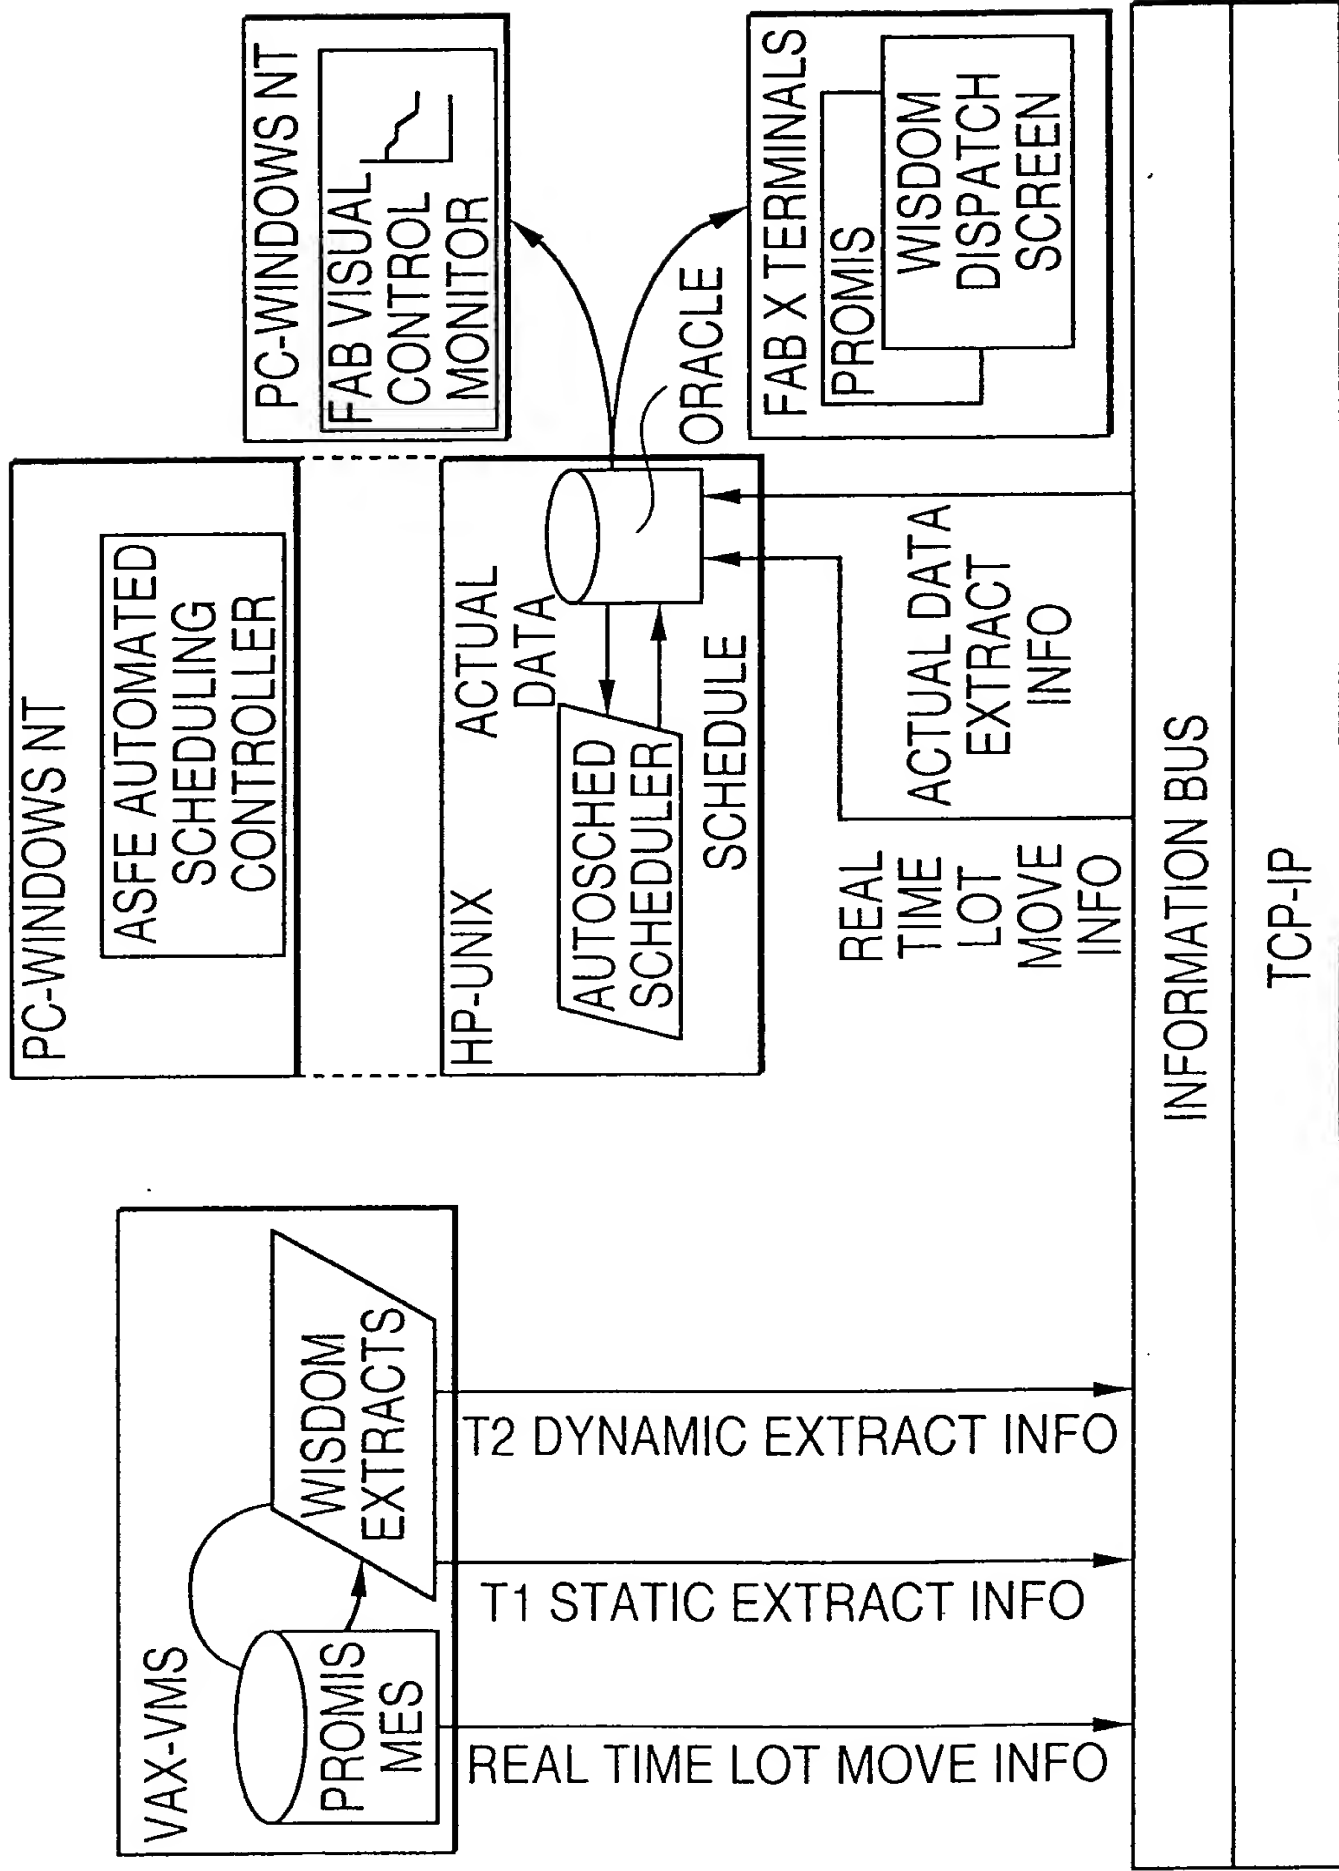 VAX-VMS
PROMIS
MES
WISDOM
EXTRACTS
REAL TIME LOT MOVE INFO
T1 STATIC EXTRACT INFO
T2 DYNAMIC EXTRACT INFO
PC-WINDOWS NT
ASFE AUTOMATED
SCHEDULING
CONTROLLER
HP-UNIX
ACTUAL
DATA
AUTOSCHED
SCHEDULER
SCHEDULE
ORACLE
REAL
TIME
LOT
MOVE
INFO
ACTUAL DATA
EXTRACT
INFO
PC-WINDOWS NT
FAB VISUAL
CONTROL
MONITOR
FAB X TERMINALS
PROMIS
WISDOM
DISPATCH
SCREEN
INFORMATION BUS
TCP-IP